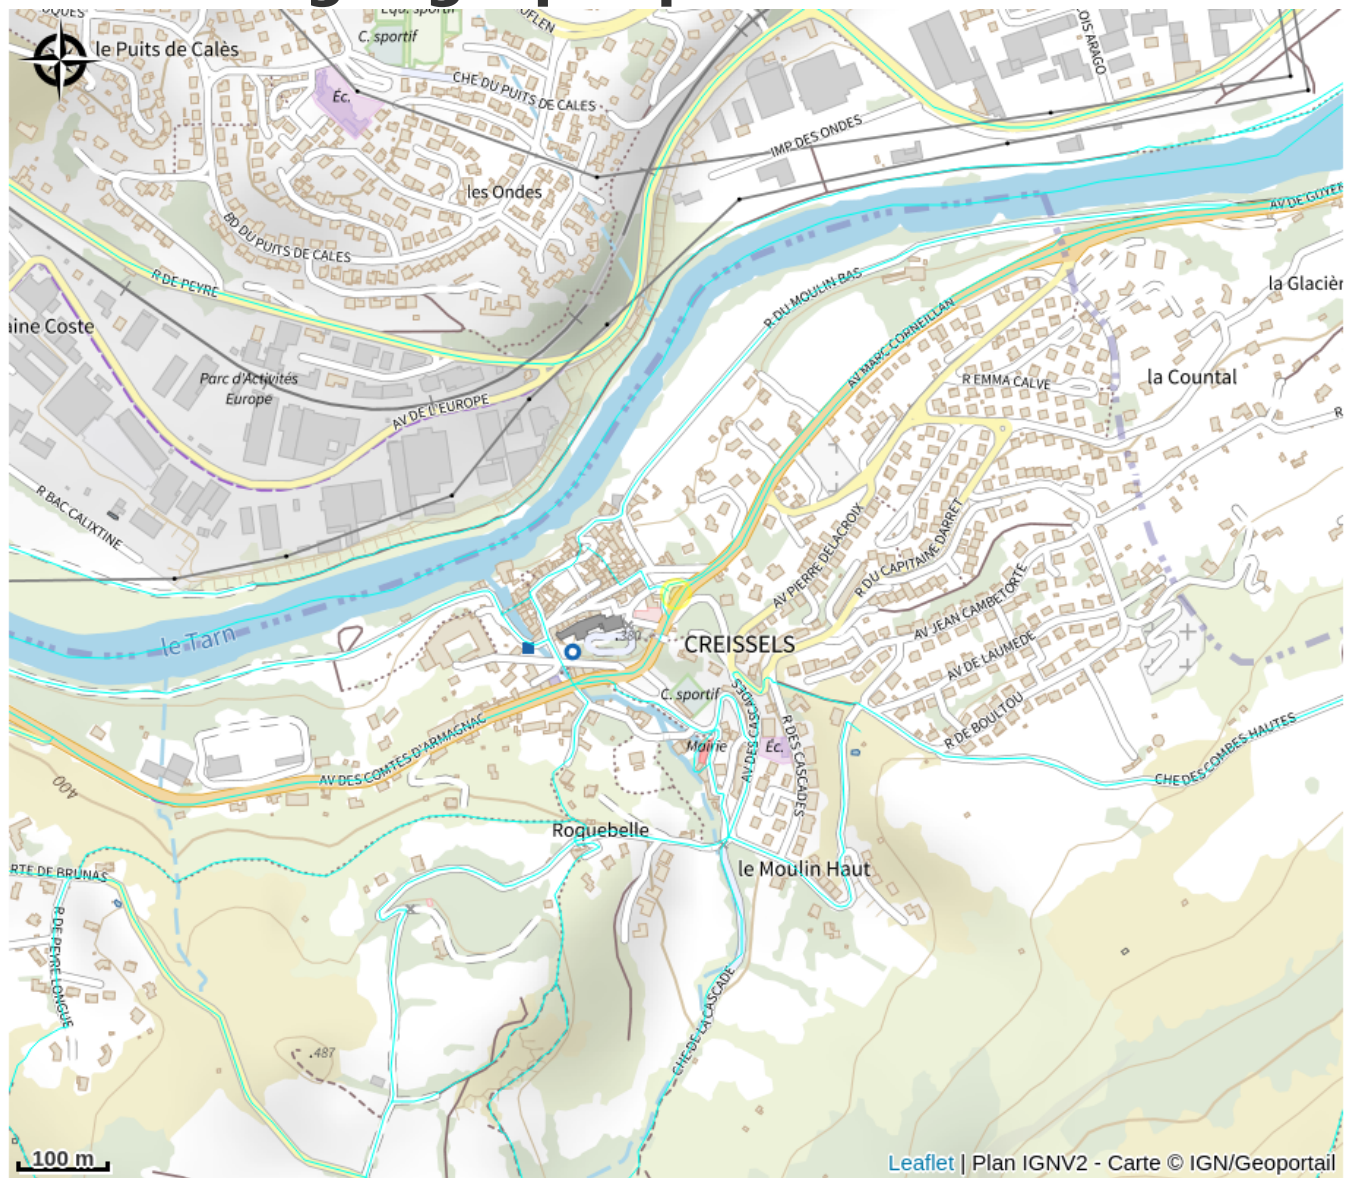 Équ. sportif
C. sportif
le Puits de Calès
CHE DU PUITS DE CALES
Éc.
IMP DES ONDES
les Ondes
AV DE GUYEN
BD DU PUITS DE CALES
R DE PEYRE
la Glacièr
R DU MOULIN BAS
aine Coste
AV MARC CORNEILLAN
Parc d'Activités
Europe
la Countal
R EMMA CALVE
AV DE L'EUROPE
R BAC CALIXTINE
AV PIERRE DELACROIX
R DU CAPITAINE DARRET
AV JEAN CAMBETORTE
le Tarn
.380
CREISSELS
AV DE LAUMEDE
C. sportif
R DE BOULTOU
AV DES CASCADES
R DES CASCADES
Mairie
Éc.
AV DES COMTES D'ARMAGNAC
CHE DES COMBES HAUTES
400
Roquebelle
le Moulin Haut
RTE DE BRUNAS
R DE PEYRE LONGUE
CHE DE LA CASCADE
.487
100 m
Leaflet | Plan IGNV2 - Carte © IGN/Geoportail